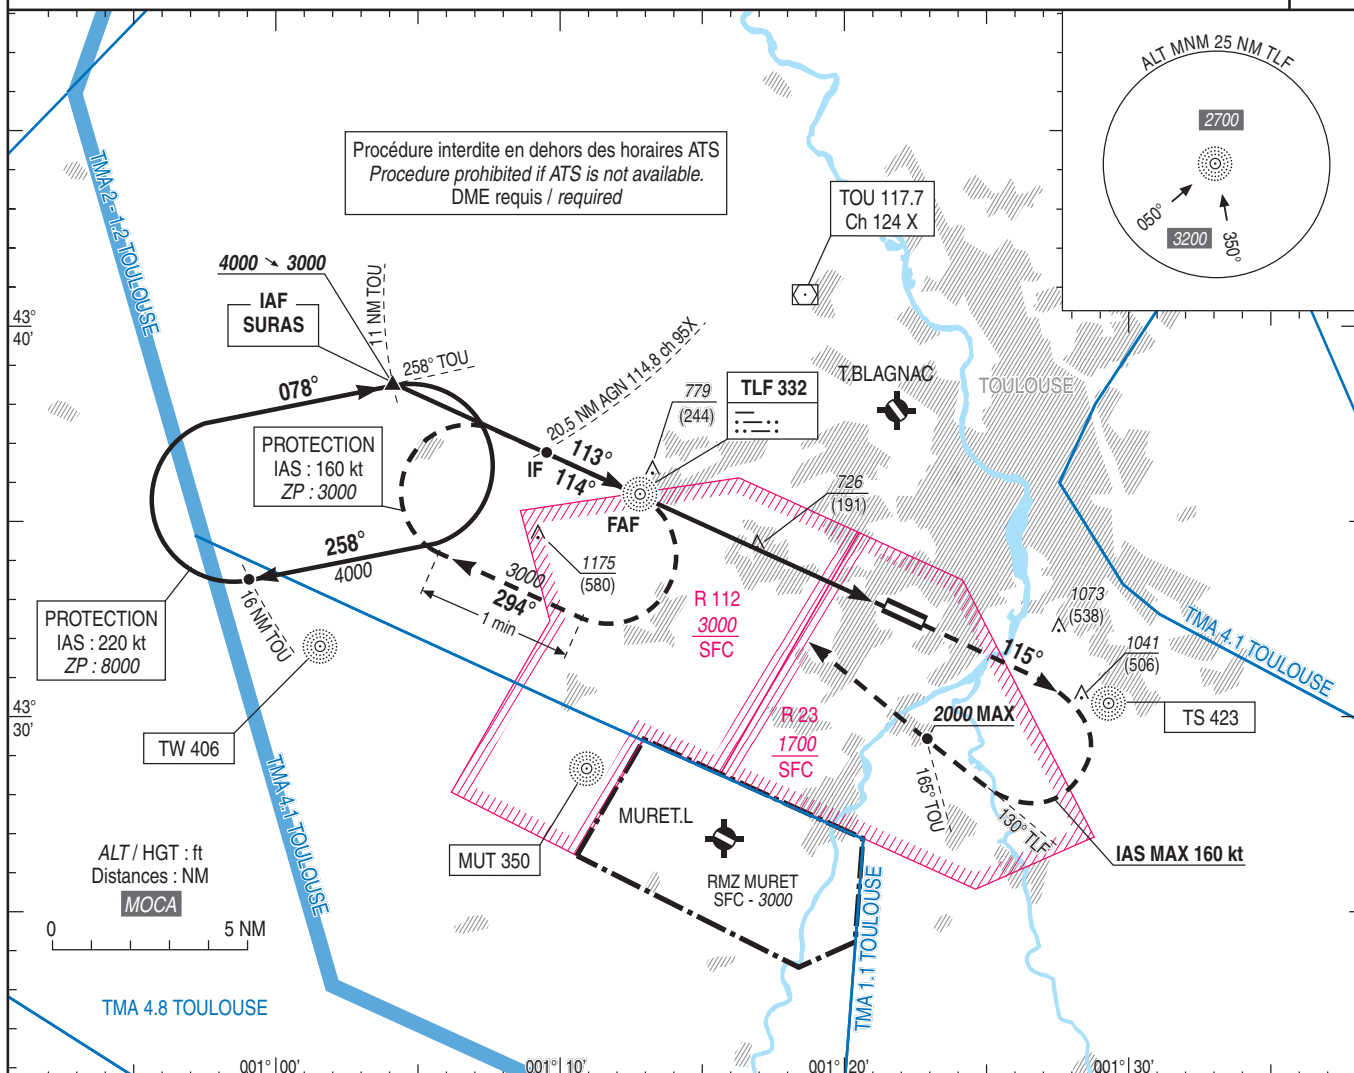 ALT MNM 25 NM TLF
2700
050°
3200
350°
Procédure interdite en dehors des horaires ATS
Procedure prohibited if ATS is not available.
DME requis / required
TOU 117.7
Ch 124 X
TMA 2 - 1.2 TOULOUSE
4000 ↘ 3000
IAF
SURAS
11 NM TOU
258° TOU
43°
40'
078°
20.5 NM AGN 114.8 ch 95X
779
(244)
TLF 332
T.BLAGNAC
TOULOUSE
PROTECTION
IAS : 160 kt
ZP : 3000
IF
113°
114°
FAF
726
(191)
258°
4000
1175
(580)
3000
294°
1 min
R 112
3000
SFC
PROTECTION
IAS : 220 kt
ZP : 8000
16 NM TOU
1073
(538)
TMA 4.1 TOULOUSE
115°
1041
(506)
43°
30'
TW 406
R 23
1700
SFC
2000 MAX
TS 423
TMA 4.1 TOULOUSE
165° TOU
130° TLF
MURET.L
MUT 350
IAS MAX 160 kt
ALT / HGT : ft
Distances : NM
MOCA
RMZ MURET
SFC - 3000
0 5 NM
TMA 1.1 TOULOUSE
TMA 4.8 TOULOUSE
001° 00'
001° 10'
001° 20'
001° 30'